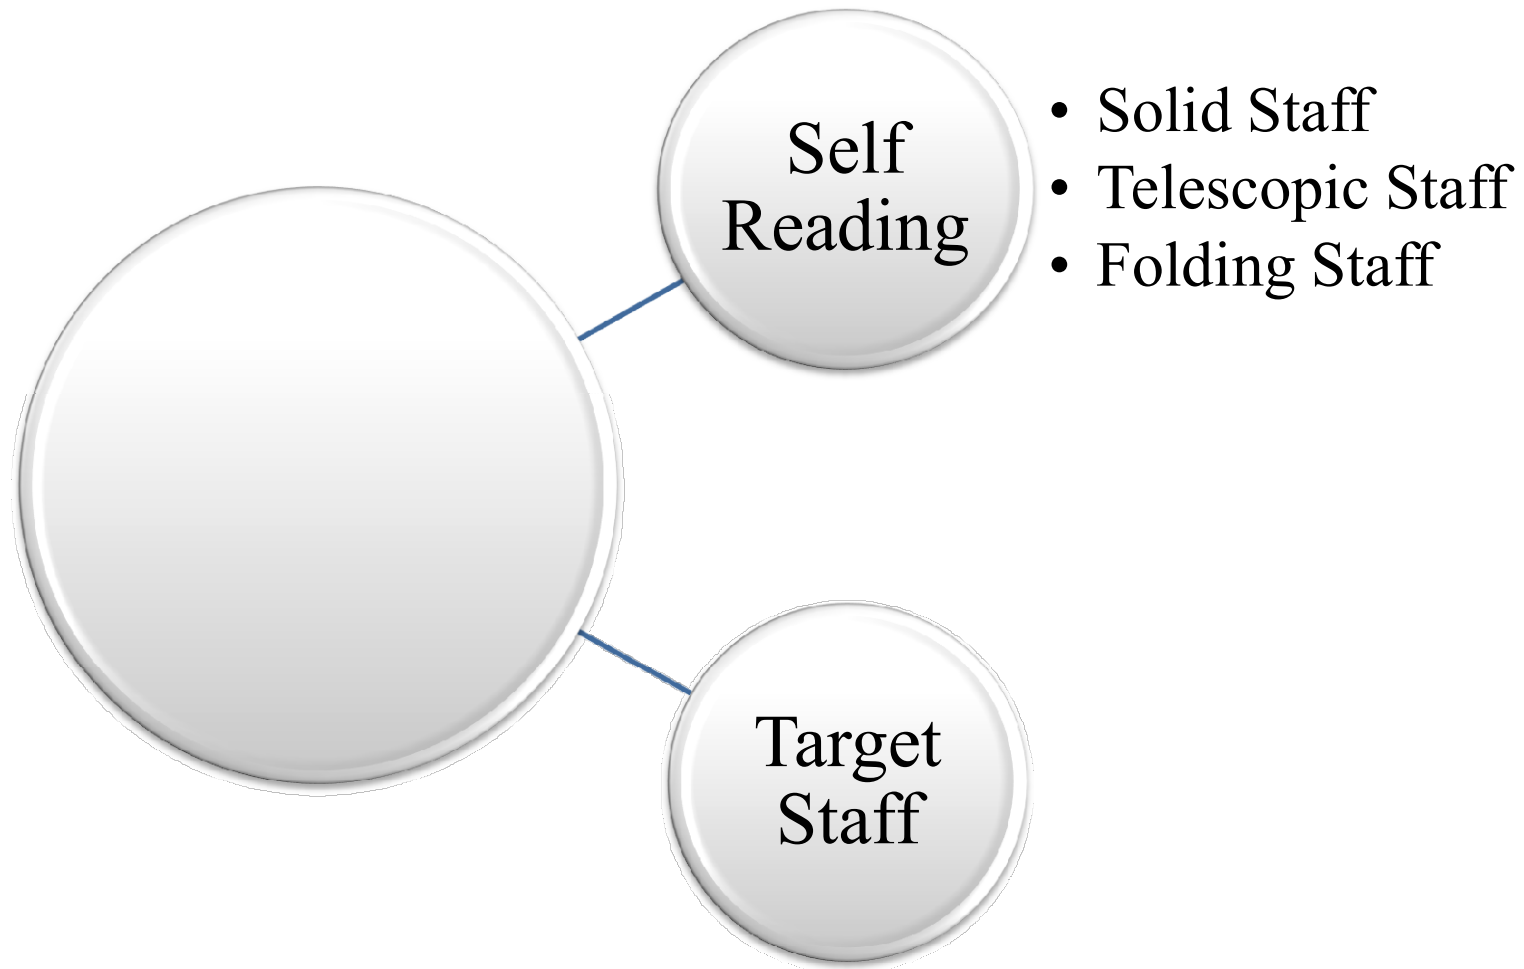 Self
Reading
• Solid Staff
• Telescopic Staff
• Folding Staff
Target
Staff